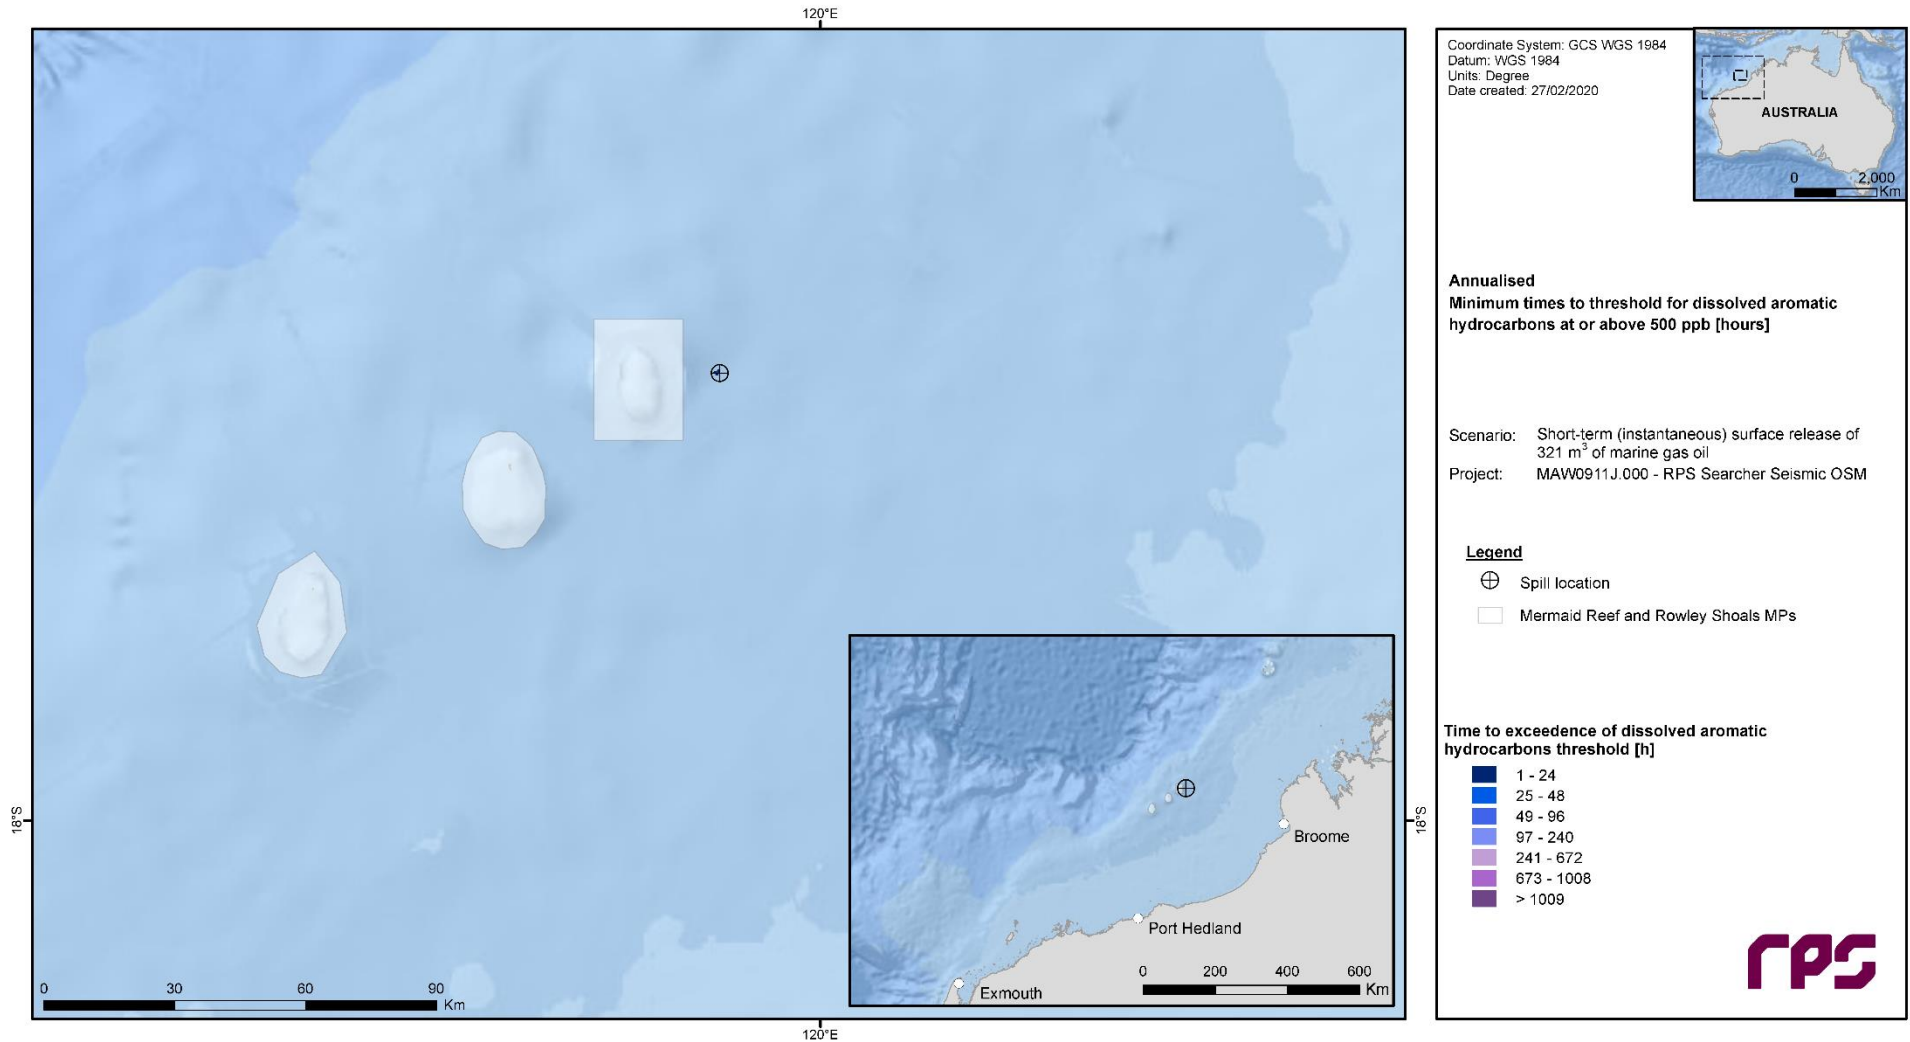 120°E
18°S
18°S
120°E
0 30 60 90
Km
Broome
Port Hedland
Exmouth
0 200 400 600
Km
Coordinate System: GCS WGS 1984
Datum: WGS 1984
Units: Degree
Date created: 27/02/2020
AUSTRALIA
0 2,000
Km
Annualised
Minimum times to threshold for dissolved aromatic
hydrocarbons at or above 500 ppb [hours]
Scenario: Short-term (instantaneous) surface release of
321 m³ of marine gas oil
Project: MAW0911J.000 - RPS Searcher Seismic OSM
Legend
Spill location
Mermaid Reef and Rowley Shoals MPs
Time to exceedence of dissolved aromatic
hydrocarbons threshold [h]
1 - 24
25 - 48
49 - 96
97 - 240
241 - 672
673 - 1008
> 1009
rps